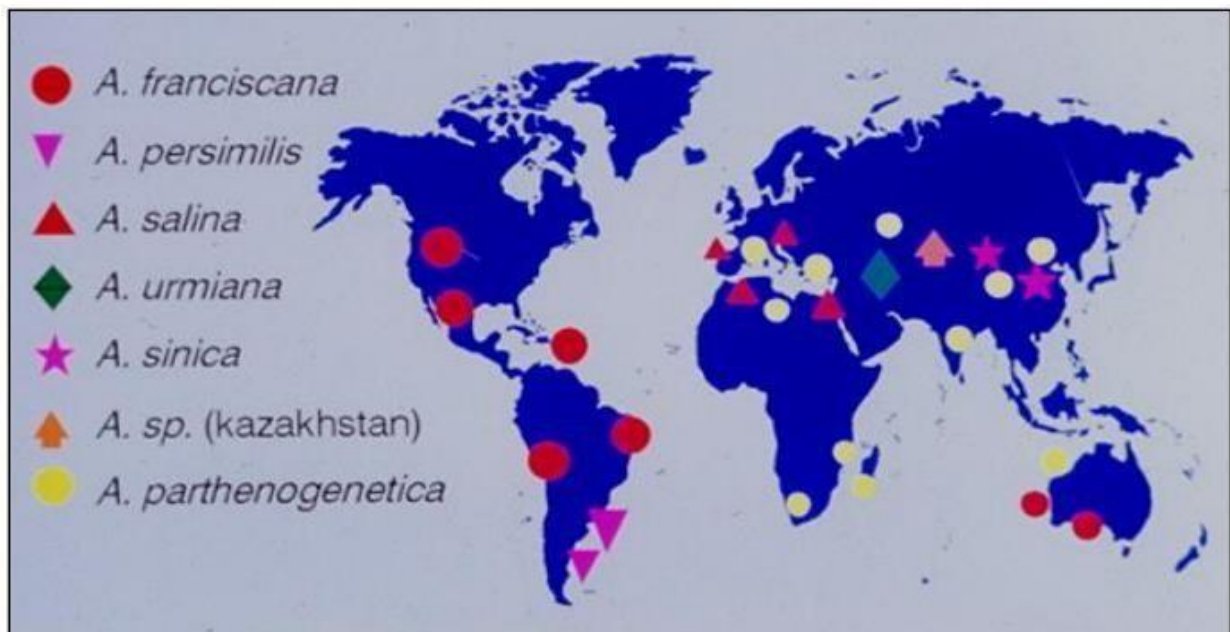 A. franciscana
A. persimilis
A. salina
A. urmiana
A. sinica
A. sp. (kazakhstan)
A. parthenogenetica